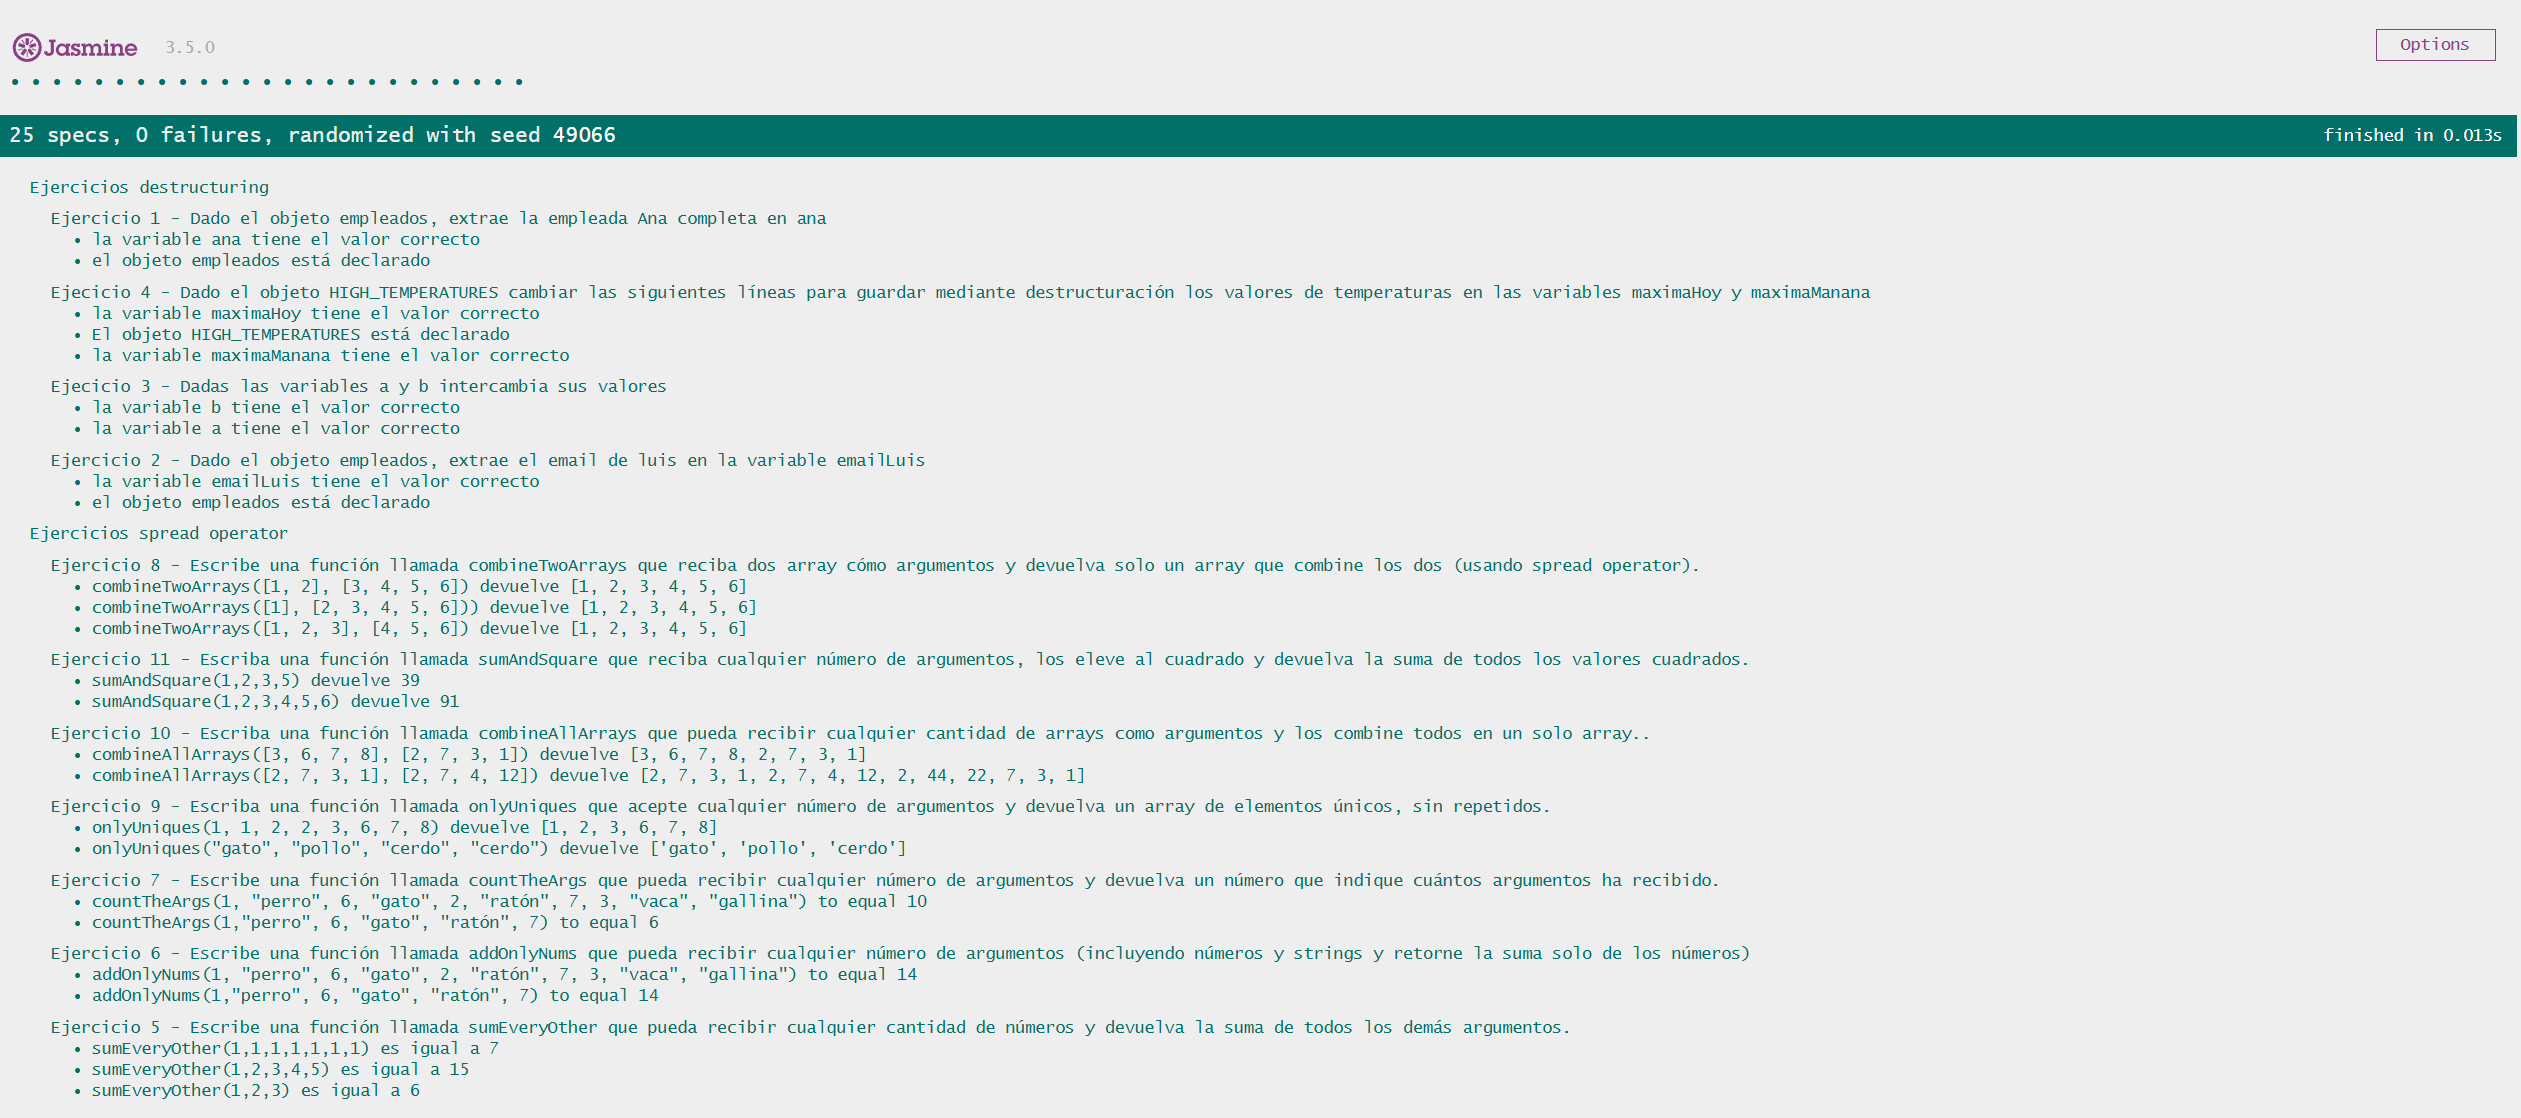 Jasmine 3.5.0
Options
25 specs, 0 failures, randomized with seed 49066
finished in 0.013s
Ejercicios destructuring
Ejercicio 1 - Dado el objeto empleados, extrae la empleada Ana completa en ana
• la variable ana tiene el valor correcto
• el objeto empleados está declarado
Ejecicio 4 - Dado el objeto HIGH_TEMPERATURES cambiar las siguientes líneas para guardar mediante destructuración los valores de temperaturas en las variables maximaHoy y maximaManana
• la variable maximaHoy tiene el valor correcto
• El objeto HIGH_TEMPERATURES está declarado
• la variable maximaManana tiene el valor correcto
Ejecicio 3 - Dadas las variables a y b intercambia sus valores
• la variable b tiene el valor correcto
• la variable a tiene el valor correcto
Ejercicio 2 - Dado el objeto empleados, extrae el email de luis en la variable emailLuis
• la variable emailLuis tiene el valor correcto
• el objeto empleados está declarado
Ejercicios spread operator
Ejercicio 8 - Escribe una función llamada combineTwoArrays que reciba dos array cómo argumentos y devuelva solo un array que combine los dos (usando spread operator).
• combineTwoArrays([1, 2], [3, 4, 5, 6]) devuelve [1, 2, 3, 4, 5, 6]
• combineTwoArrays([1], [2, 3, 4, 5, 6])) devuelve [1, 2, 3, 4, 5, 6]
• combineTwoArrays([1, 2, 3], [4, 5, 6]) devuelve [1, 2, 3, 4, 5, 6]
Ejercicio 11 - Escriba una función llamada sumAndSquare que reciba cualquier número de argumentos, los eleve al cuadrado y devuelva la suma de todos los valores cuadrados.
• sumAndSquare(1,2,3,5) devuelve 39
• sumAndSquare(1,2,3,4,5,6) devuelve 91
Ejercicio 10 - Escriba una función llamada combineAllArrays que pueda recibir cualquier cantidad de arrays como argumentos y los combine todos en un solo array..
• combineAllArrays([3, 6, 7, 8], [2, 7, 3, 1]) devuelve [3, 6, 7, 8, 2, 7, 3, 1]
• combineAllArrays([2, 7, 3, 1], [2, 7, 4, 12]) devuelve [2, 7, 3, 1, 2, 7, 4, 12, 2, 44, 22, 7, 3, 1]
Ejercicio 9 - Escriba una función llamada onlyUniques que acepte cualquier número de argumentos y devuelva un array de elementos únicos, sin repetidos.
• onlyUniques(1, 1, 2, 2, 3, 6, 7, 8) devuelve [1, 2, 3, 6, 7, 8]
• onlyUniques("gato", "pollo", "cerdo", "cerdo") devuelve ['gato', 'pollo', 'cerdo']
Ejercicio 7 - Escribe una función llamada countTheArgs que pueda recibir cualquier número de argumentos y devuelva un número que indique cuántos argumentos ha recibido.
• countTheArgs(1, "perro", 6, "gato", 2, "ratón", 7, 3, "vaca", "gallina") to equal 10
• countTheArgs(1,"perro", 6, "gato", "ratón", 7) to equal 6
Ejercicio 6 - Escribe una función llamada addOnlyNums que pueda recibir cualquier número de argumentos (incluyendo números y strings y retorne la suma solo de los números)
• addOnlyNums(1, "perro", 6, "gato", 2, "ratón", 7, 3, "vaca", "gallina") to equal 14
• addOnlyNums(1,"perro", 6, "gato", "ratón", 7) to equal 14
Ejercicio 5 - Escribe una función llamada sumEveryOther que pueda recibir cualquier cantidad de números y devuelva la suma de todos los demás argumentos.
• sumEveryOther(1,1,1,1,1,1,1) es igual a 7
• sumEveryOther(1,2,3,4,5) es igual a 15
• sumEveryOther(1,2,3) es igual a 6